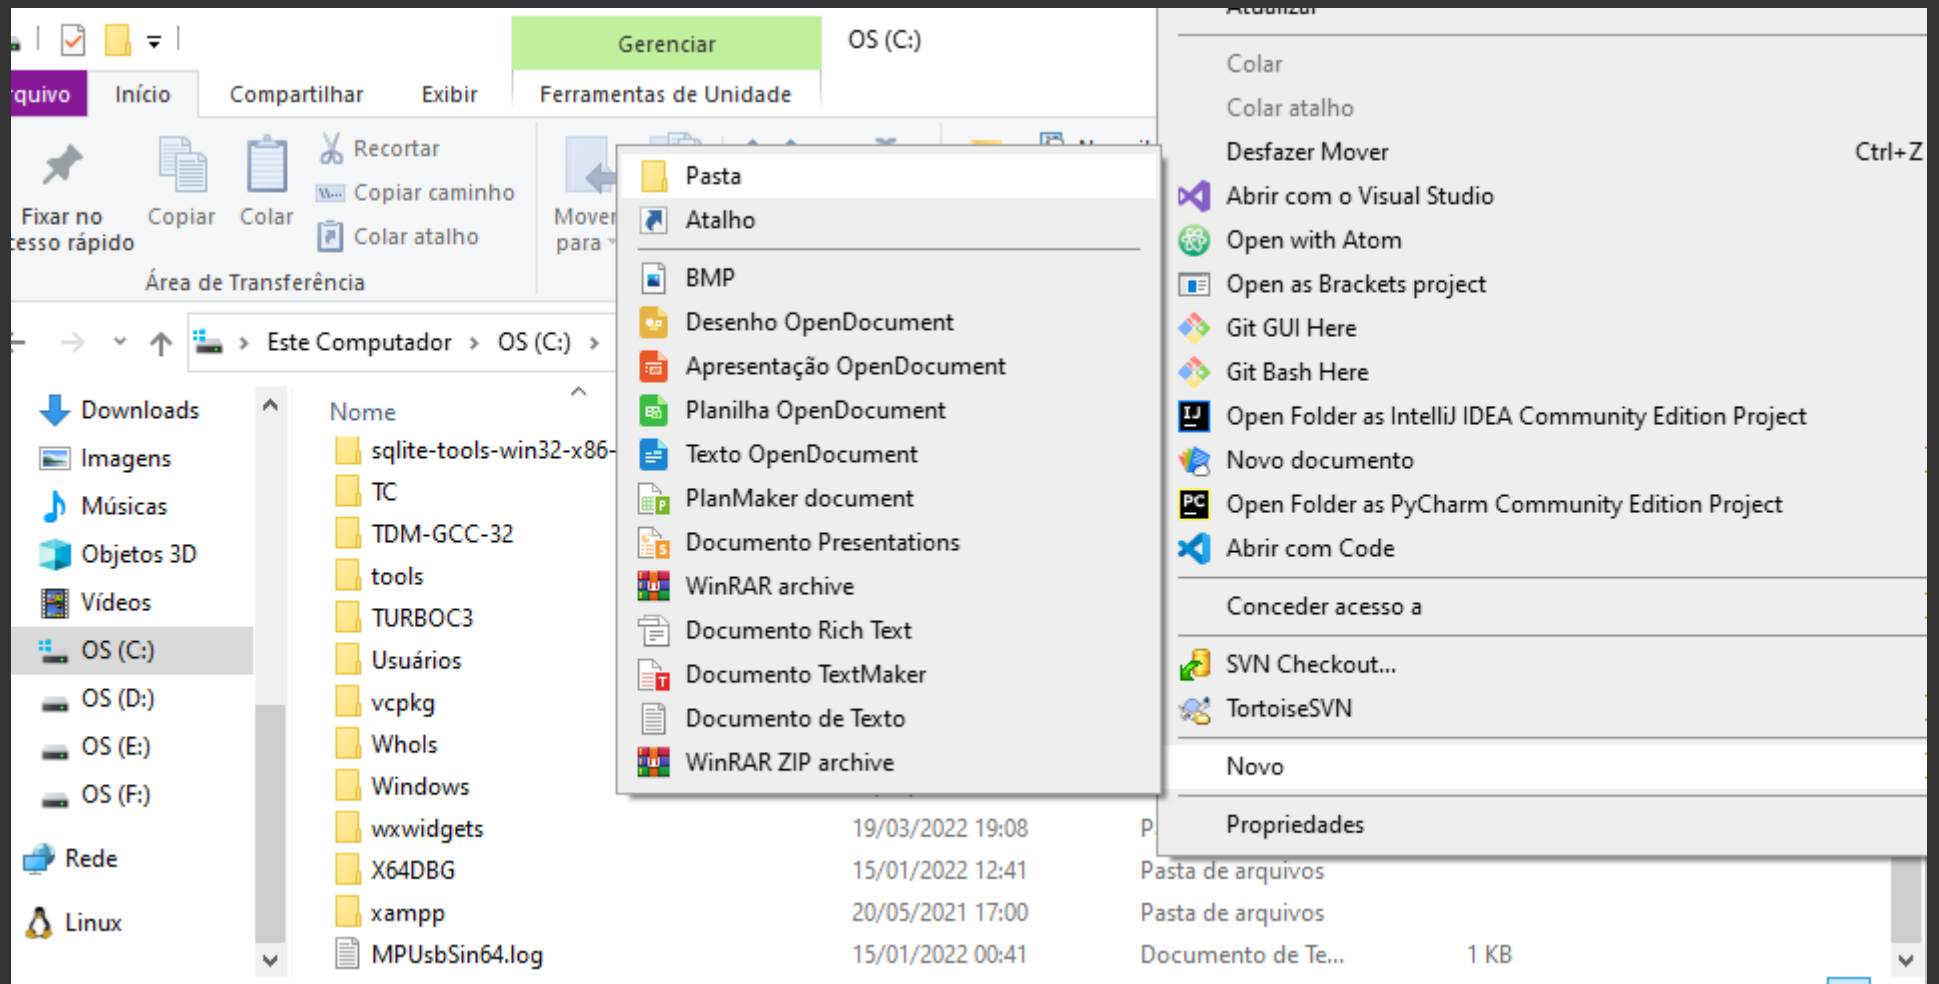 Gerenciar
OS (C:)
Início
Compartilhar
Exibir
Ferramentas de Unidade
Fixar no
Copiar
Colar
Recortar
Copiar caminho
Colar atalho
Mover
para
rápido
Área de Transferência
Este Computador
OS (C:)
Downloads
Imagens
Músicas
Objetos 3D
Vídeos
OS (C:)
OS (D:)
OS (E:)
OS (F:)
Rede
Linux
Nome
sqlite-tools-win32-x86-
TC
TDM-GCC-32
tools
TURBOC3
Usuários
vcpkg
WhoIs
Windows
wxwidgets 19/03/2022 19:08
X64DBG 15/01/2022 12:41 Pasta de arquivos
xampp 20/05/2021 17:00 Pasta de arquivos
MPUsbSin64.log 15/01/2022 00:41 Documento de Te... 1 KB
Pasta
Atalho
BMP
Desenho OpenDocument
Apresentação OpenDocument
Planilha OpenDocument
Texto OpenDocument
PlanMaker document
Documento Presentations
WinRAR archive
Documento Rich Text
Documento TextMaker
Documento de Texto
WinRAR ZIP archive
Colar
Colar atalho
Desfazer Mover Ctrl+Z
Abrir com o Visual Studio
Open with Atom
Open as Brackets project
Git GUI Here
Git Bash Here
Open Folder as IntelliJ IDEA Community Edition Project
Novo documento
Open Folder as PyCharm Community Edition Project
Abrir com Code
Conceder acesso a
SVN Checkout...
TortoiseSVN
Novo
Propriedades